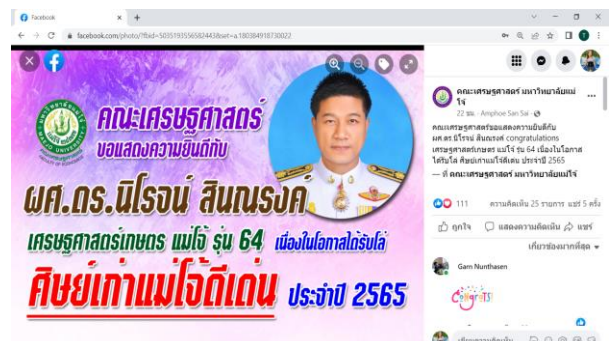 Facebook
facebook.com/photo/?fbid=5035193556582443&set=a.180384918730022
คณะเศรษฐศาสตร์
ขอแสดงความยินดีกับ
ผศ.ดร.นิโรจน์ สินณรงค์
เศรษฐศาสตร์เกษตร แม่โจ้ รุ่น 64 เนื่องในโอกาสได้รับโล่
ศิษย์เก่าแม่โจ้ดีเด่น ประจำปี 2565
คณะเศรษฐศาสตร์ มหาวิทยาลัยแม่
โจ้
22 ชม. · Amphoe San Sai ·
คณะเศรษฐศาสตร์ขอแสดงความยินดีกับ
ผศ.ดร.นิโรจน์ สินณรงค์ congratulations
เศรษฐศาสตร์เกษตร แม่โจ้ รุ่น 64 เนื่องในโอกาส
ได้รับโล่ ศิษย์เก่าแม่โจ้ดีเด่น ประจำปี 2565
— ที่ คณะเศรษฐศาสตร์ มหาวิทยาลัยแม่โจ้
111 ความคิดเห็น 25 รายการ แชร์ 5 ครั้ง
ถูกใจ แสดงความคิดเห็น แชร์
เกี่ยวข้องมากที่สุด
Garn Nunthasen
Congrats!